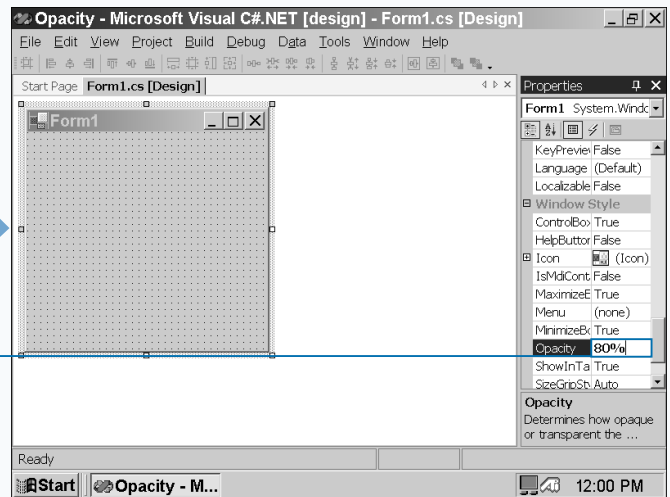 Opacity - Microsoft Visual C#.NET [design] - Form1.cs [Design]
File Edit View Project Build Debug Data Tools Window Help
Start Page Form1.cs [Design]
Form1
Properties
Form1 System.Windo
KeyPreviev False
Language (Default)
Localizable False
Window Style
ControlBo> True
HelpButtor False
Icon (Icon)
IsMdiCont False
MaximizeE True
Menu (none)
MinimizeBo True
Opacity 80%
ShowInTa True
SizeGripSt Auto
Opacity
Determines how opaque
or transparent the ...
Ready
Start Opacity - M... 12:00 PM